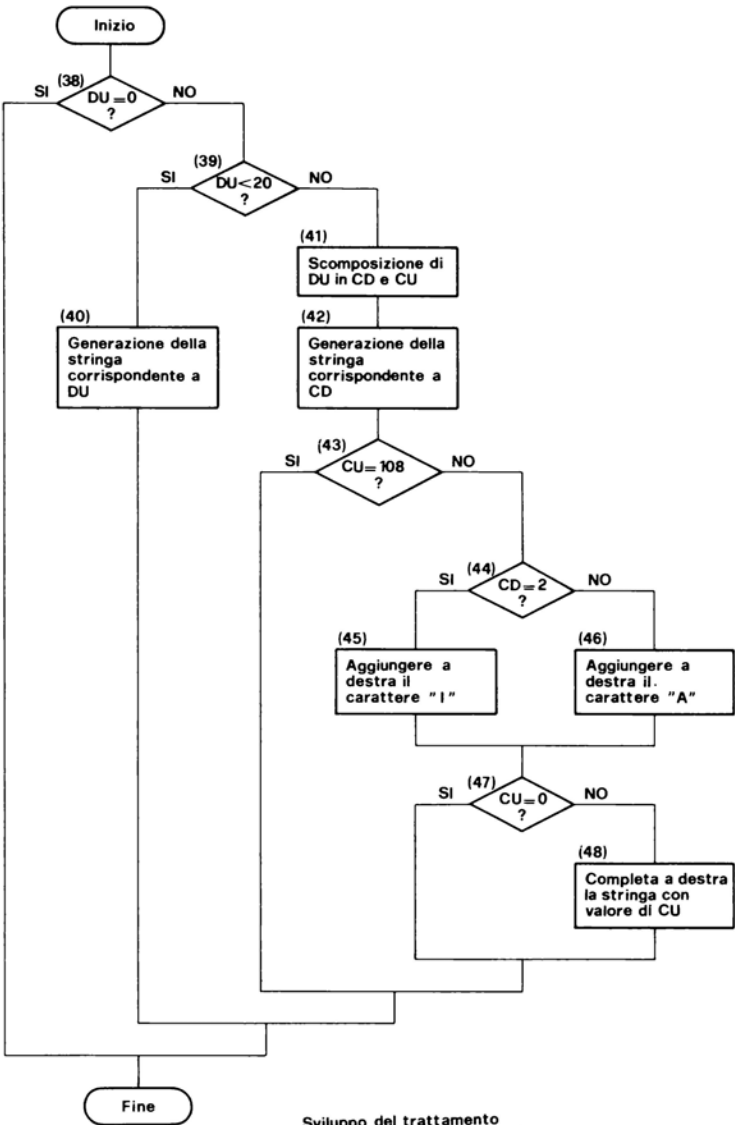 Inizio
(38)
SI
NO
DU=0
?
(39)
SI
NO
DU<20
?
(41)
Scomposizione di
DU in CD e CU
(40)
Generazione della
stringa
corrispondente a
DU
(42)
Generazione della
stringa
corrispondente a
CD
(43)
SI
NO
CU=108
?
(44)
SI
NO
CD=2
?
(45)
Aggiungere a
destra il
carattere "I"
(46)
Aggiungere a
destra il.
carattere "A"
(47)
SI
NO
CU=0
?
(48)
Completa a destra
la stringa con
valore di CU
Fine
Sviluppo del trattamento